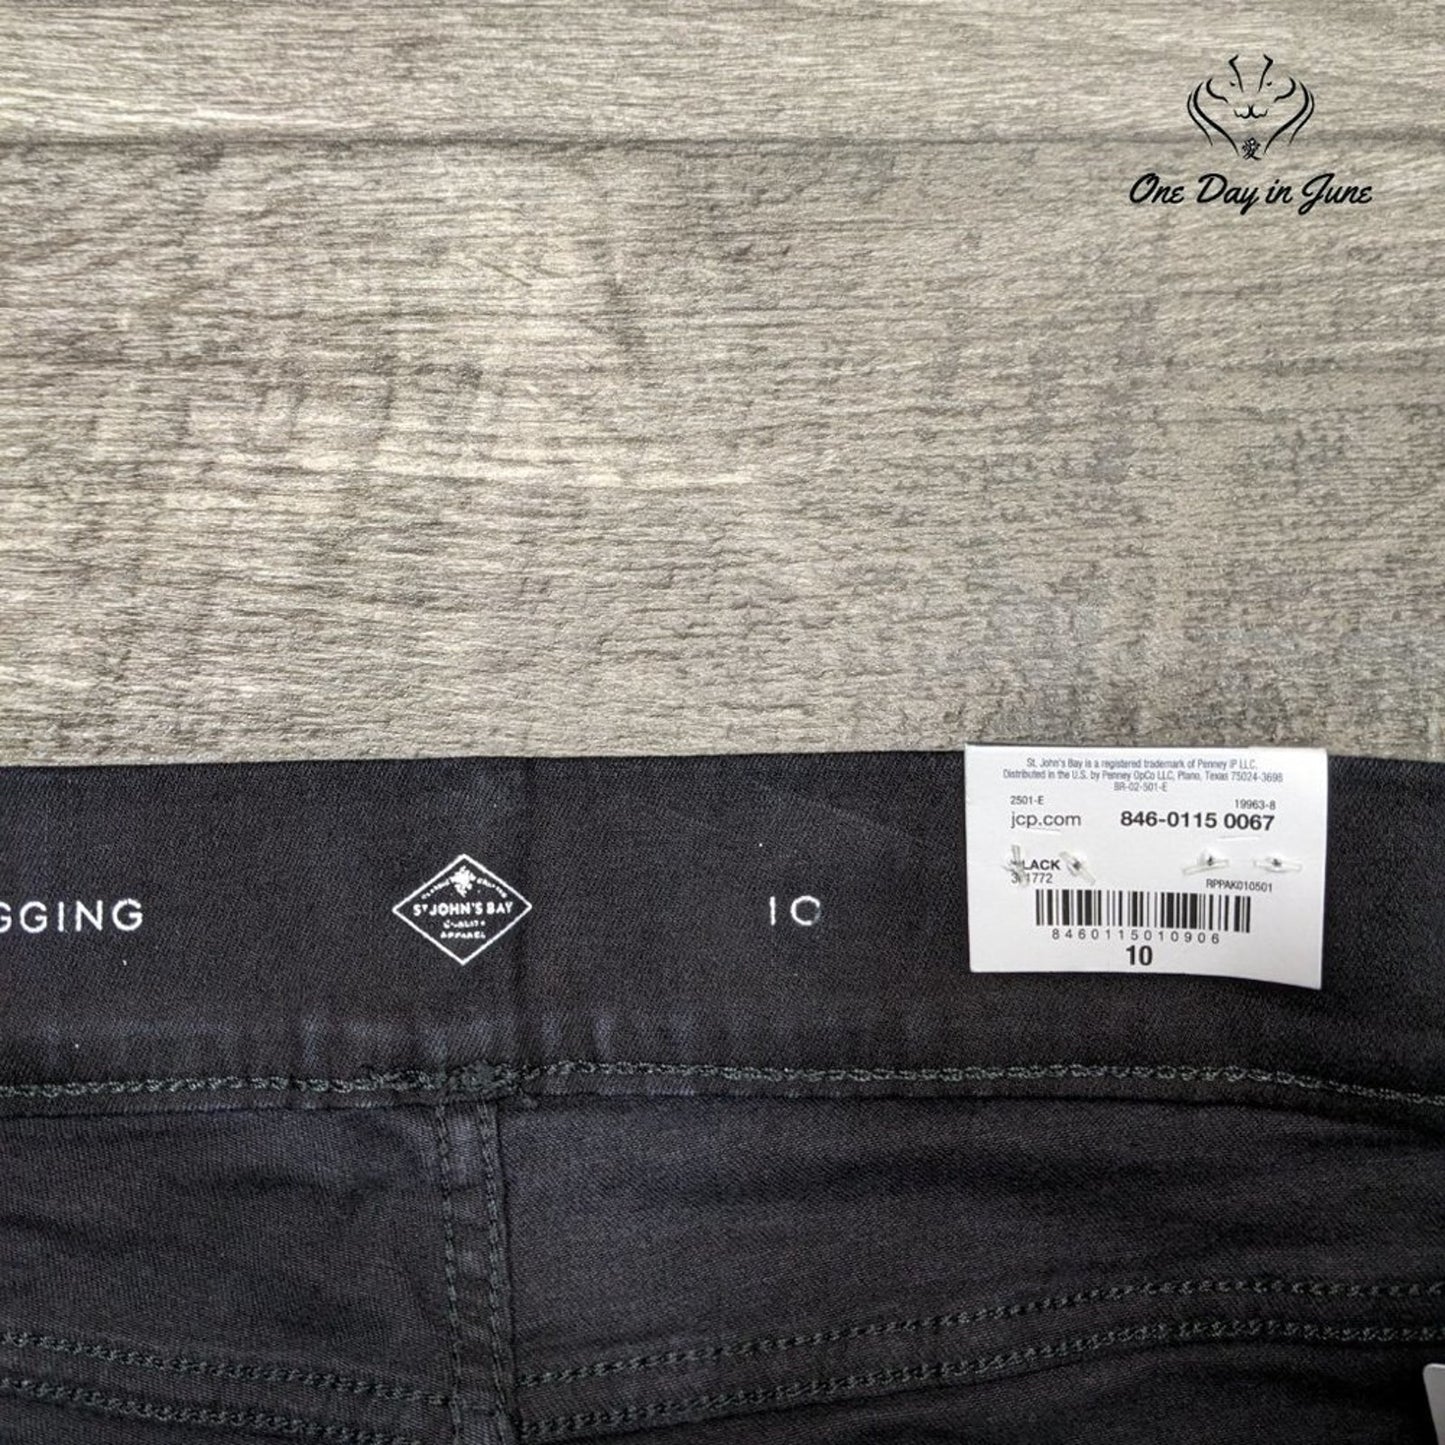 愛
One Day in June
St. John's Bay is a registered trademark of Penney IP LLC.
Distributed in the U.S. by Penney OpCo LLC, Plano, Texas 75024-3698
BR-02-501-E
2501-E 19963-8
jcp.com 846-0115 0067
LACK
RPPAK010501
8460115010906
10
GGING
ST JOHN'S BAY
QUALITY
APPAREL
10